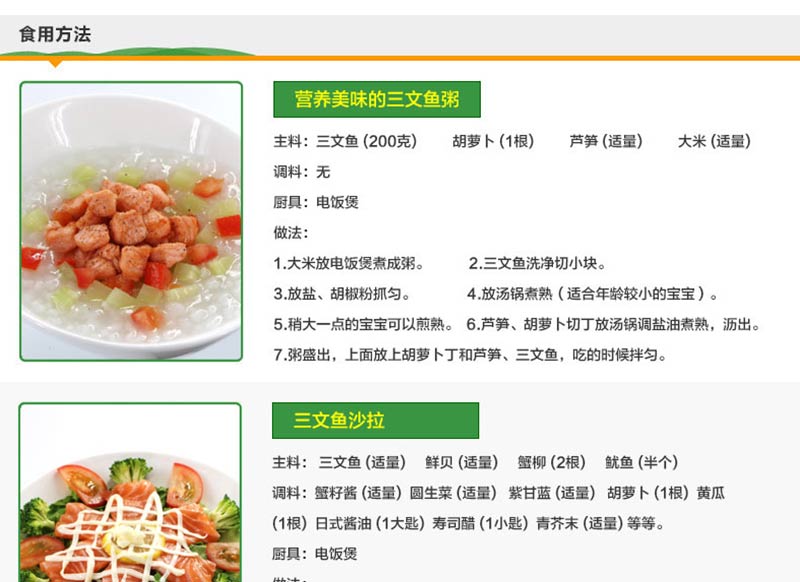 食用方法
营养美味的三文鱼粥
主料：三文鱼 (200克) 胡萝卜 (1根) 芦笋 (适量) 大米 (适量)
调料：无
厨具：电饭煲
做法：
1.大米放电饭煲煮成粥。 2.三文鱼洗净切小块。
3.放盐、胡椒粉抓匀。 4.放汤锅煮熟（适合年龄较小的宝宝）。
5.稍大一点的宝宝可以煎熟。 6.芦笋、胡萝卜切丁放汤锅调盐油煮熟，沥出。
7.粥盛出，上面放上胡萝卜丁和芦笋、三文鱼，吃的时候拌匀。
三文鱼沙拉
主料： 三文鱼 (适量) 鲜贝 (适量) 蟹柳 (2根) 鱿鱼 (半个)
调料：蟹籽酱 (适量) 圆生菜 (适量) 紫甘蓝 (适量) 胡萝卜 (1根) 黄瓜
(1根) 日式酱油 (1大匙) 寿司醋 (1小匙) 青芥末 (适量) 等等。
厨具：电饭煲
做法：